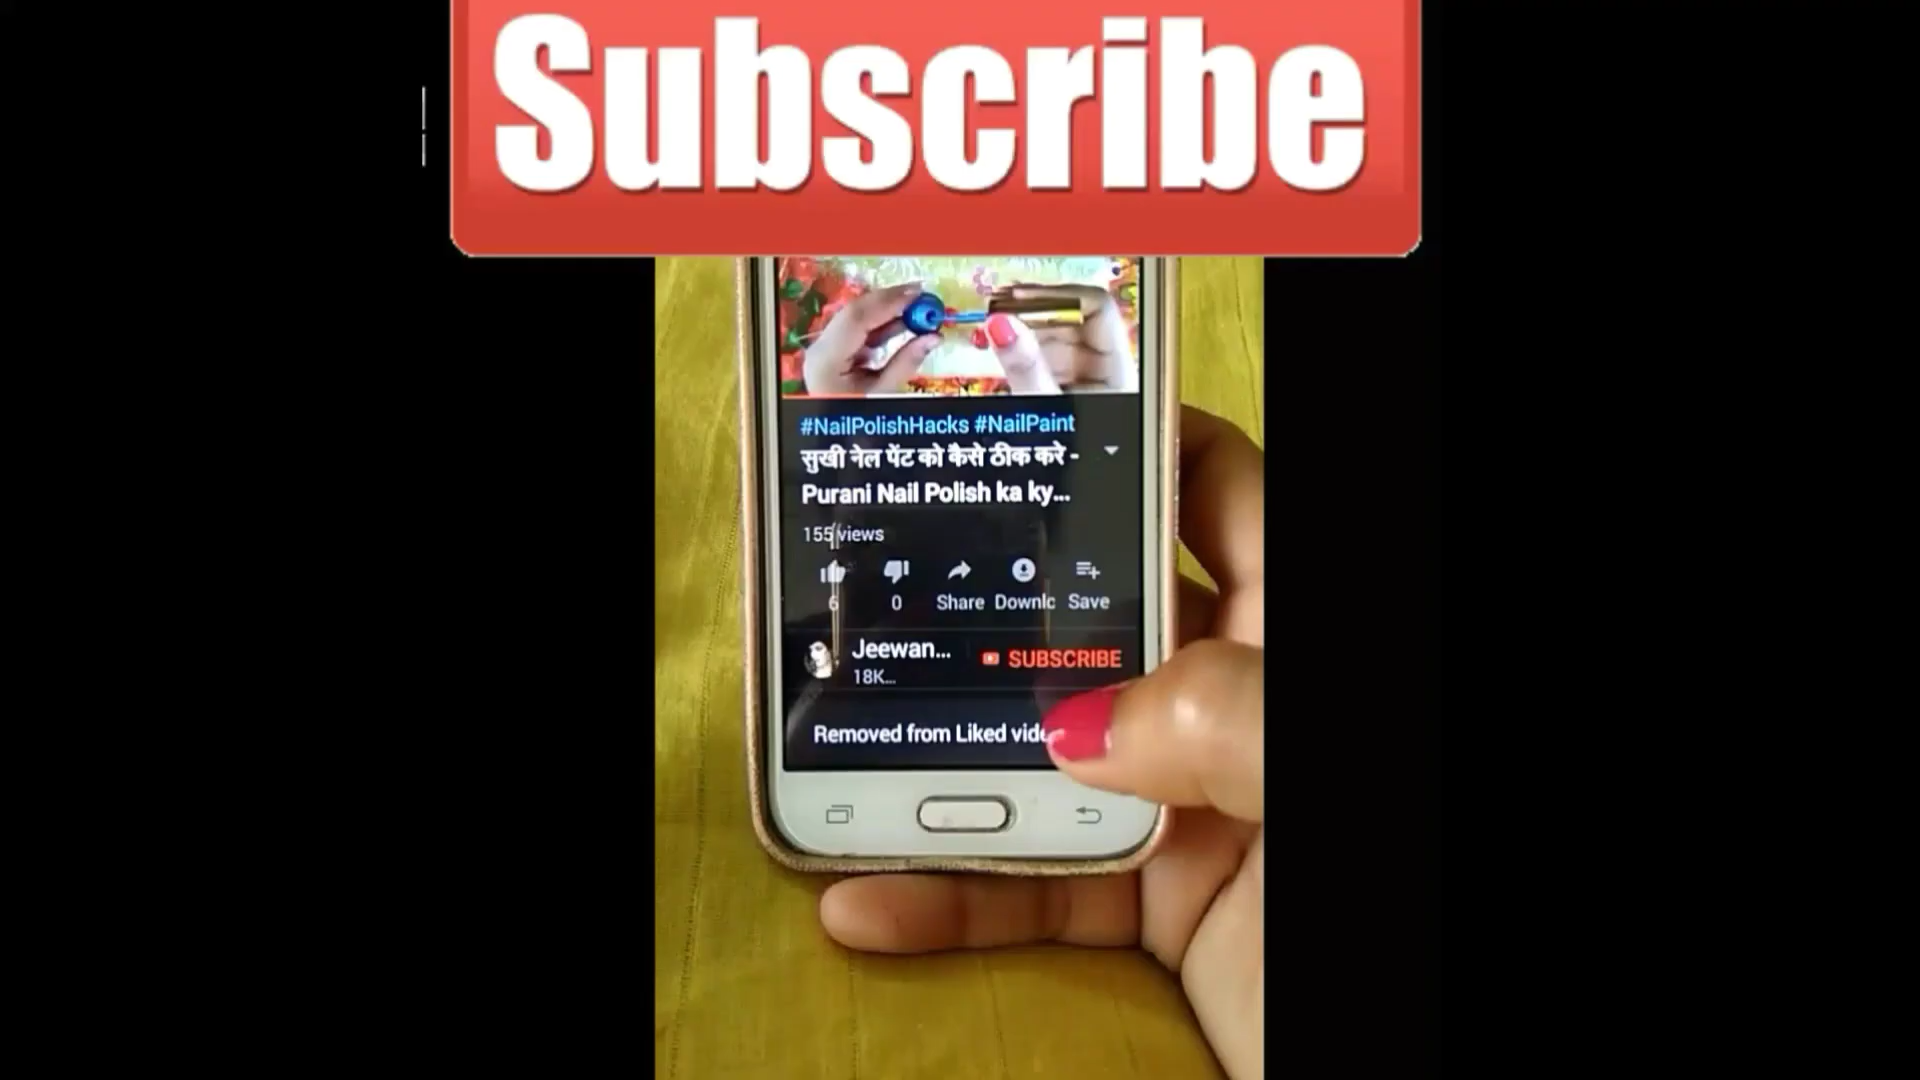 Subscribe
#NailPolishHacks #NailPaint
सुखी नेल पेंट को कैसे ठीक करे -
Purani Nail Polish ka ky...
155 views
6 0 Share Downlc Save
Jeewan...
SUBSCRIBE
18K...
Removed from Liked vide